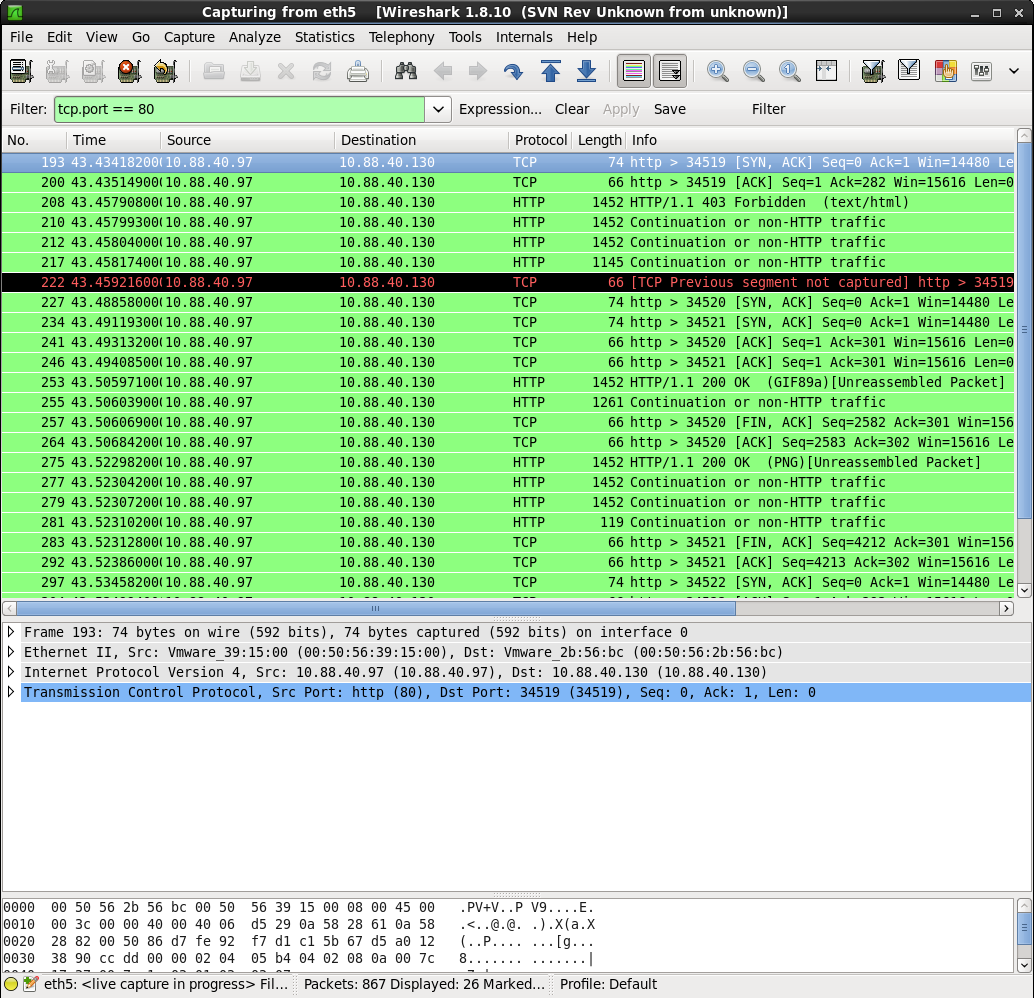 Capturing from eth5 [Wireshark 1.8.10 (SVN Rev Unknown from unknown)]
File Edit View Go Capture Analyze Statistics Telephony Tools Internals Help
Filter: tcp.port == 80 Expression... Clear Apply Save Filter
No. Time Source Destination Protocol Length Info
193 43.434182000 10.88.40.97 10.88.40.130 TCP 74 http > 34519 [SYN, ACK] Seq=0 Ack=1 Win=14480 Le
200 43.435149000 10.88.40.97 10.88.40.130 TCP 66 http > 34519 [ACK] Seq=1 Ack=282 Win=15616 Len=0
208 43.457908000 10.88.40.97 10.88.40.130 HTTP 1452 HTTP/1.1 403 Forbidden (text/html)
210 43.457993000 10.88.40.97 10.88.40.130 HTTP 1452 Continuation or non-HTTP traffic
212 43.458040000 10.88.40.97 10.88.40.130 HTTP 1452 Continuation or non-HTTP traffic
217 43.458174000 10.88.40.97 10.88.40.130 HTTP 1145 Continuation or non-HTTP traffic
222 43.459216000 10.88.40.97 10.88.40.130 TCP 66 [TCP Previous segment not captured] http > 34519
227 43.488580000 10.88.40.97 10.88.40.130 TCP 74 http > 34520 [SYN, ACK] Seq=0 Ack=1 Win=14480 Le
234 43.491193000 10.88.40.97 10.88.40.130 TCP 74 http > 34521 [SYN, ACK] Seq=0 Ack=1 Win=14480 Le
241 43.493132000 10.88.40.97 10.88.40.130 TCP 66 http > 34520 [ACK] Seq=1 Ack=301 Win=15616 Len=0
246 43.494085000 10.88.40.97 10.88.40.130 TCP 66 http > 34521 [ACK] Seq=1 Ack=301 Win=15616 Len=0
253 43.505971000 10.88.40.97 10.88.40.130 HTTP 1452 HTTP/1.1 200 OK (GIF89a)[Unreassembled Packet]
255 43.506039000 10.88.40.97 10.88.40.130 HTTP 1261 Continuation or non-HTTP traffic
257 43.506069000 10.88.40.97 10.88.40.130 TCP 66 http > 34520 [FIN, ACK] Seq=2582 Ack=301 Win=156
264 43.506842000 10.88.40.97 10.88.40.130 TCP 66 http > 34520 [ACK] Seq=2583 Ack=302 Win=15616 Le
275 43.522982000 10.88.40.97 10.88.40.130 HTTP 1452 HTTP/1.1 200 OK (PNG)[Unreassembled Packet]
277 43.523042000 10.88.40.97 10.88.40.130 HTTP 1452 Continuation or non-HTTP traffic
279 43.523072000 10.88.40.97 10.88.40.130 HTTP 1452 Continuation or non-HTTP traffic
281 43.523102000 10.88.40.97 10.88.40.130 HTTP 119 Continuation or non-HTTP traffic
283 43.523128000 10.88.40.97 10.88.40.130 TCP 66 http > 34521 [FIN, ACK] Seq=4212 Ack=301 Win=156
292 43.523860000 10.88.40.97 10.88.40.130 TCP 66 http > 34521 [ACK] Seq=4213 Ack=302 Win=15616 Le
297 43.534582000 10.88.40.97 10.88.40.130 TCP 74 http > 34522 [SYN, ACK] Seq=0 Ack=1 Win=14480 Le
Frame 193: 74 bytes on wire (592 bits), 74 bytes captured (592 bits) on interface 0
Ethernet II, Src: Vmware_39:15:00 (00:50:56:39:15:00), Dst: Vmware_2b:56:bc (00:50:56:2b:56:bc)
Internet Protocol Version 4, Src: 10.88.40.97 (10.88.40.97), Dst: 10.88.40.130 (10.88.40.130)
Transmission Control Protocol, Src Port: http (80), Dst Port: 34519 (34519), Seq: 0, Ack: 1, Len: 0
0000 00 50 56 2b 56 bc 00 50 56 39 15 00 08 00 45 00 .PV+V..P V9....E.
0010 00 3c 00 00 40 00 40 06 d5 29 0a 58 28 61 0a 58 .<..@.@. .).X(a.X
0020 28 82 00 50 86 d7 fe 92 f7 d1 c1 5b 67 d5 a0 12 (..P.... ...[g...
0030 38 90 cc dd 00 00 02 04 05 b4 04 02 08 0a 00 7c 8....... .......|
eth5: <live capture in progress> Fil... Packets: 867 Displayed: 26 Marked... Profile: Default